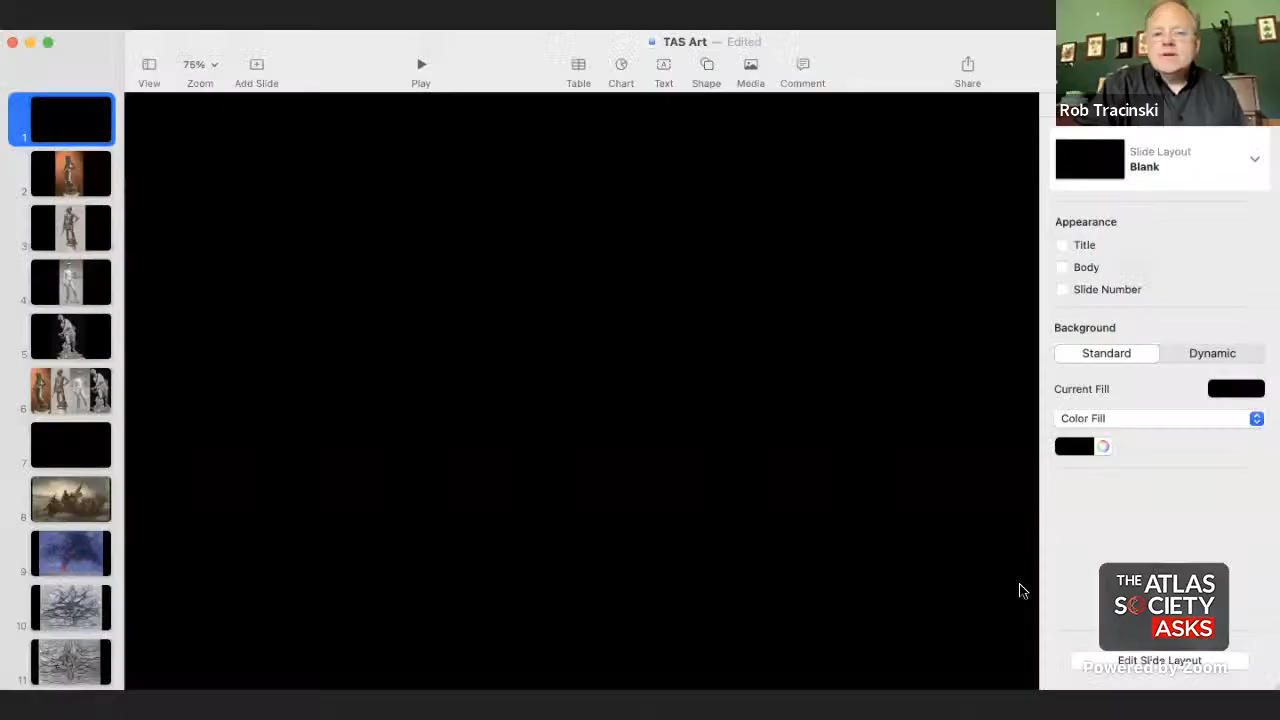 TAS Art — Edited
View
75%
Zoom
Add Slide
Play
Table
Chart
Text
Shape
Media
Comment
Share
Rob Tracinski
Slide Layout
Blank
Appearance
Title
Body
Slide Number
Background
Standard
Dynamic
Current Fill
Color Fill
1
2
3
4
5
6
7
8
9
10
11
THE ATLAS
SOCIETY
ASKS
Edit Slide Layout
Powered by Zoom